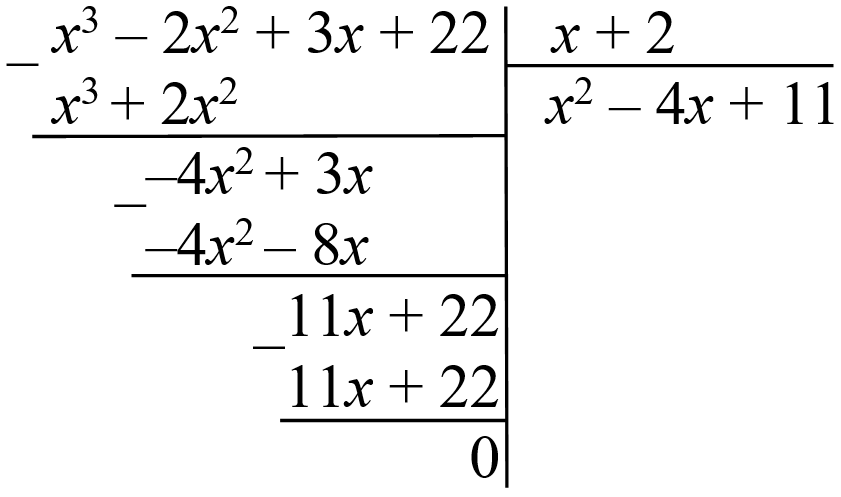 x³ – 2x² + 3x + 22 x + 2
–
x³ + 2x² x² – 4x + 11
–4x² + 3x
–
–4x² – 8x
11x + 22
–
11x + 22
0